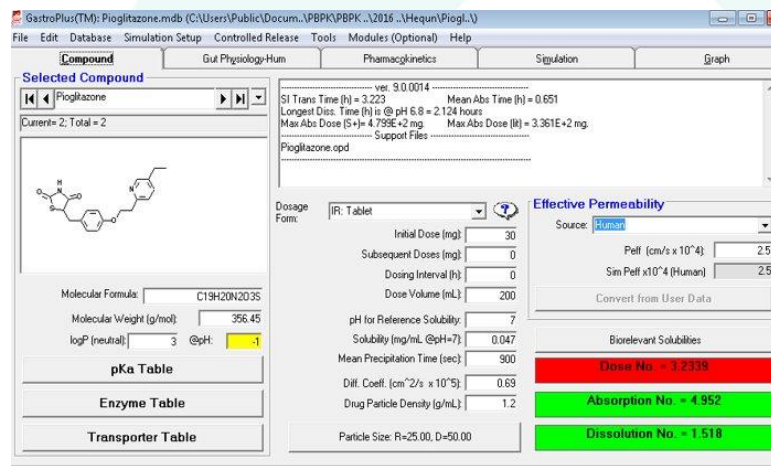 GastroPlus(TM): Pioglitazone.mdb (C:\Users\Public\Docum..\PBPK\PBPK ..\2016 ..\Hequn\Piogl..\)
File Edit Database Simulation Setup Controlled Release Tools Modules (Optional) Help
Compound Gut Physiology-Hum Pharmacokinetics Simulation Graph
Selected Compound
Pioglitazone
Current= 2; Total = 2
ver. 9.0.0014
SI Trans Time (h) = 3.223 Mean Abs Time (h) = 0.651
Longest Diss. Time (h) is @ pH 6.8 = 2.124 hours
Max Abs Dose (S+)= 4.799E+2 mg. Max Abs Dose (lit) = 3.361E+2 mg.
Support Files
Pioglitazone.opd
H
O N O S O N
Molecular Formula: C19H20N2O3S
Molecular Weight (g/mol): 356.45
logP (neutral): 3 @pH: -1
pKa Table
Enzyme Table
Transporter Table
Dosage Form: IR: Tablet
Initial Dose (mg): 30
Subsequent Doses (mg): 0
Dosing Interval (h): 0
Dose Volume (mL): 200
pH for Reference Solubility: 7
Solubility (mg/mL @pH=7): 0.047
Mean Precipitation Time (sec): 900
Diff. Coeff. (cm^2/s x 10^5): 0.69
Drug Particle Density (g/mL): 1.2
Particle Size: R=25.00, D=50.00
Effective Permeability
Source: Human
Peff (cm/s x 10^4): 2.5
Sim Peff x10^4 (Human) 2.5
Convert from User Data
Biorelevant Solubilities
Dose No. = 3.2339
Absorption No. = 4.952
Dissolution No. = 1.518